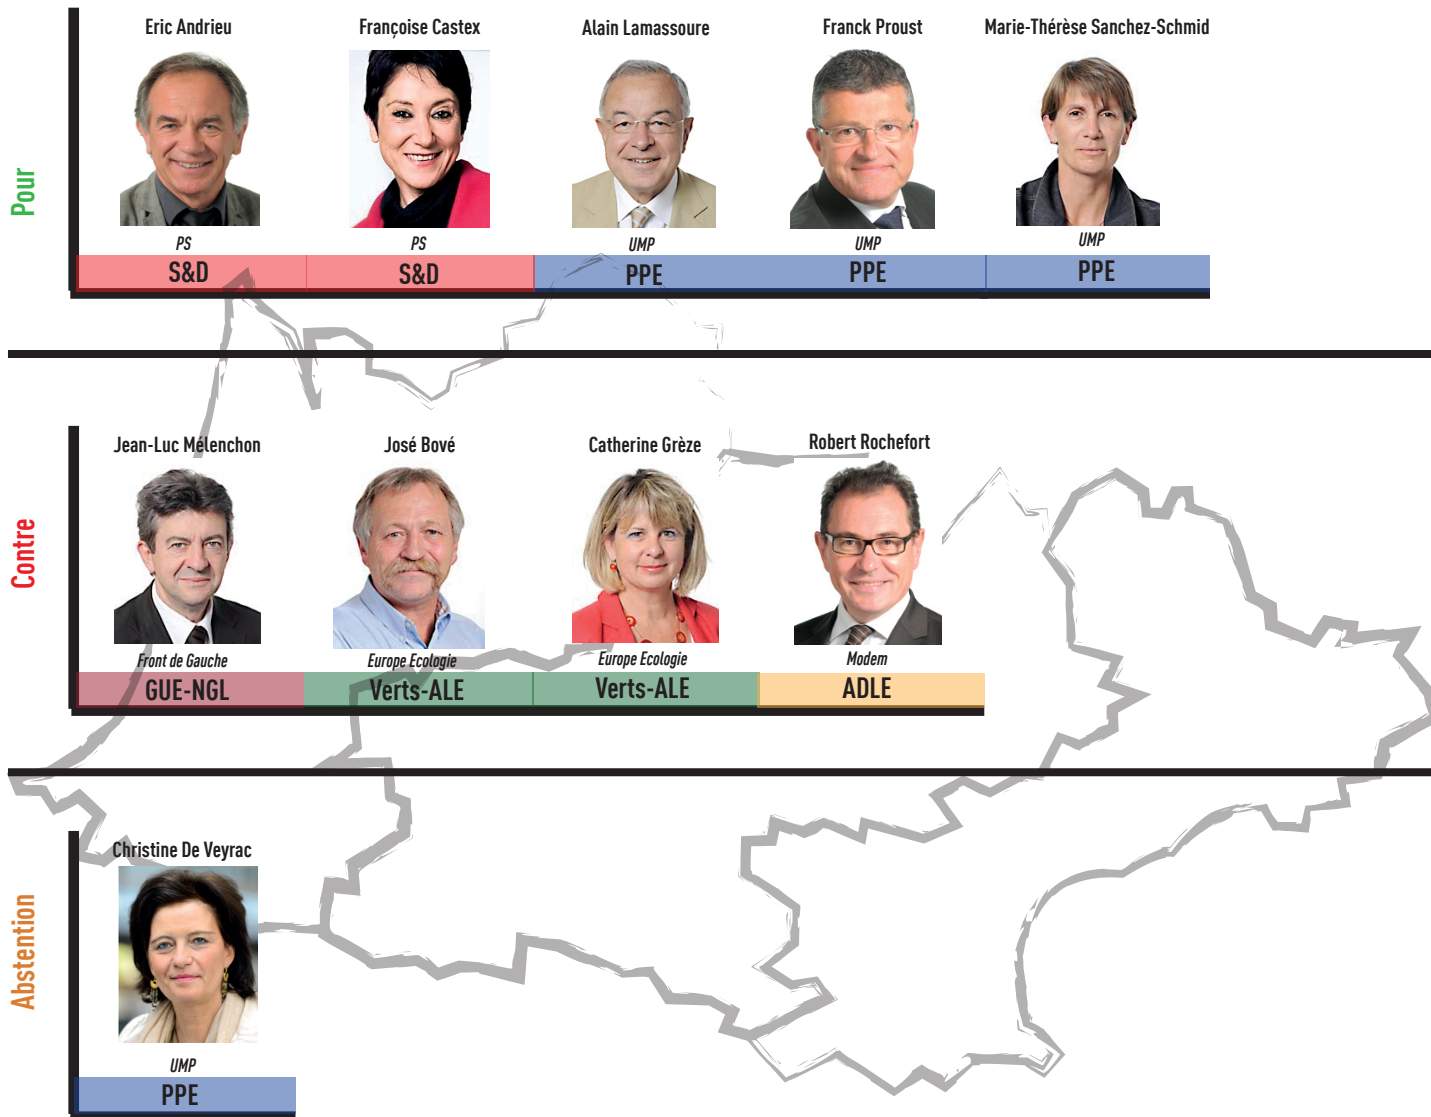 Eric Andrieu
Françoise Castex
Alain Lamassoure
Franck Proust
Marie-Thérèse Sanchez-Schmid
Pour
PS
PS
UMP
UMP
UMP
S&D
S&D
PPE
PPE
PPE
Jean-Luc Mélenchon
José Bové
Catherine Grèze
Robert Rochefort
Contre
Front de Gauche
Europe Ecologie
Europe Ecologie
Modem
GUE-NGL
Verts-ALE
Verts-ALE
ADLE
Christine De Veyrac
Abstention
UMP
PPE